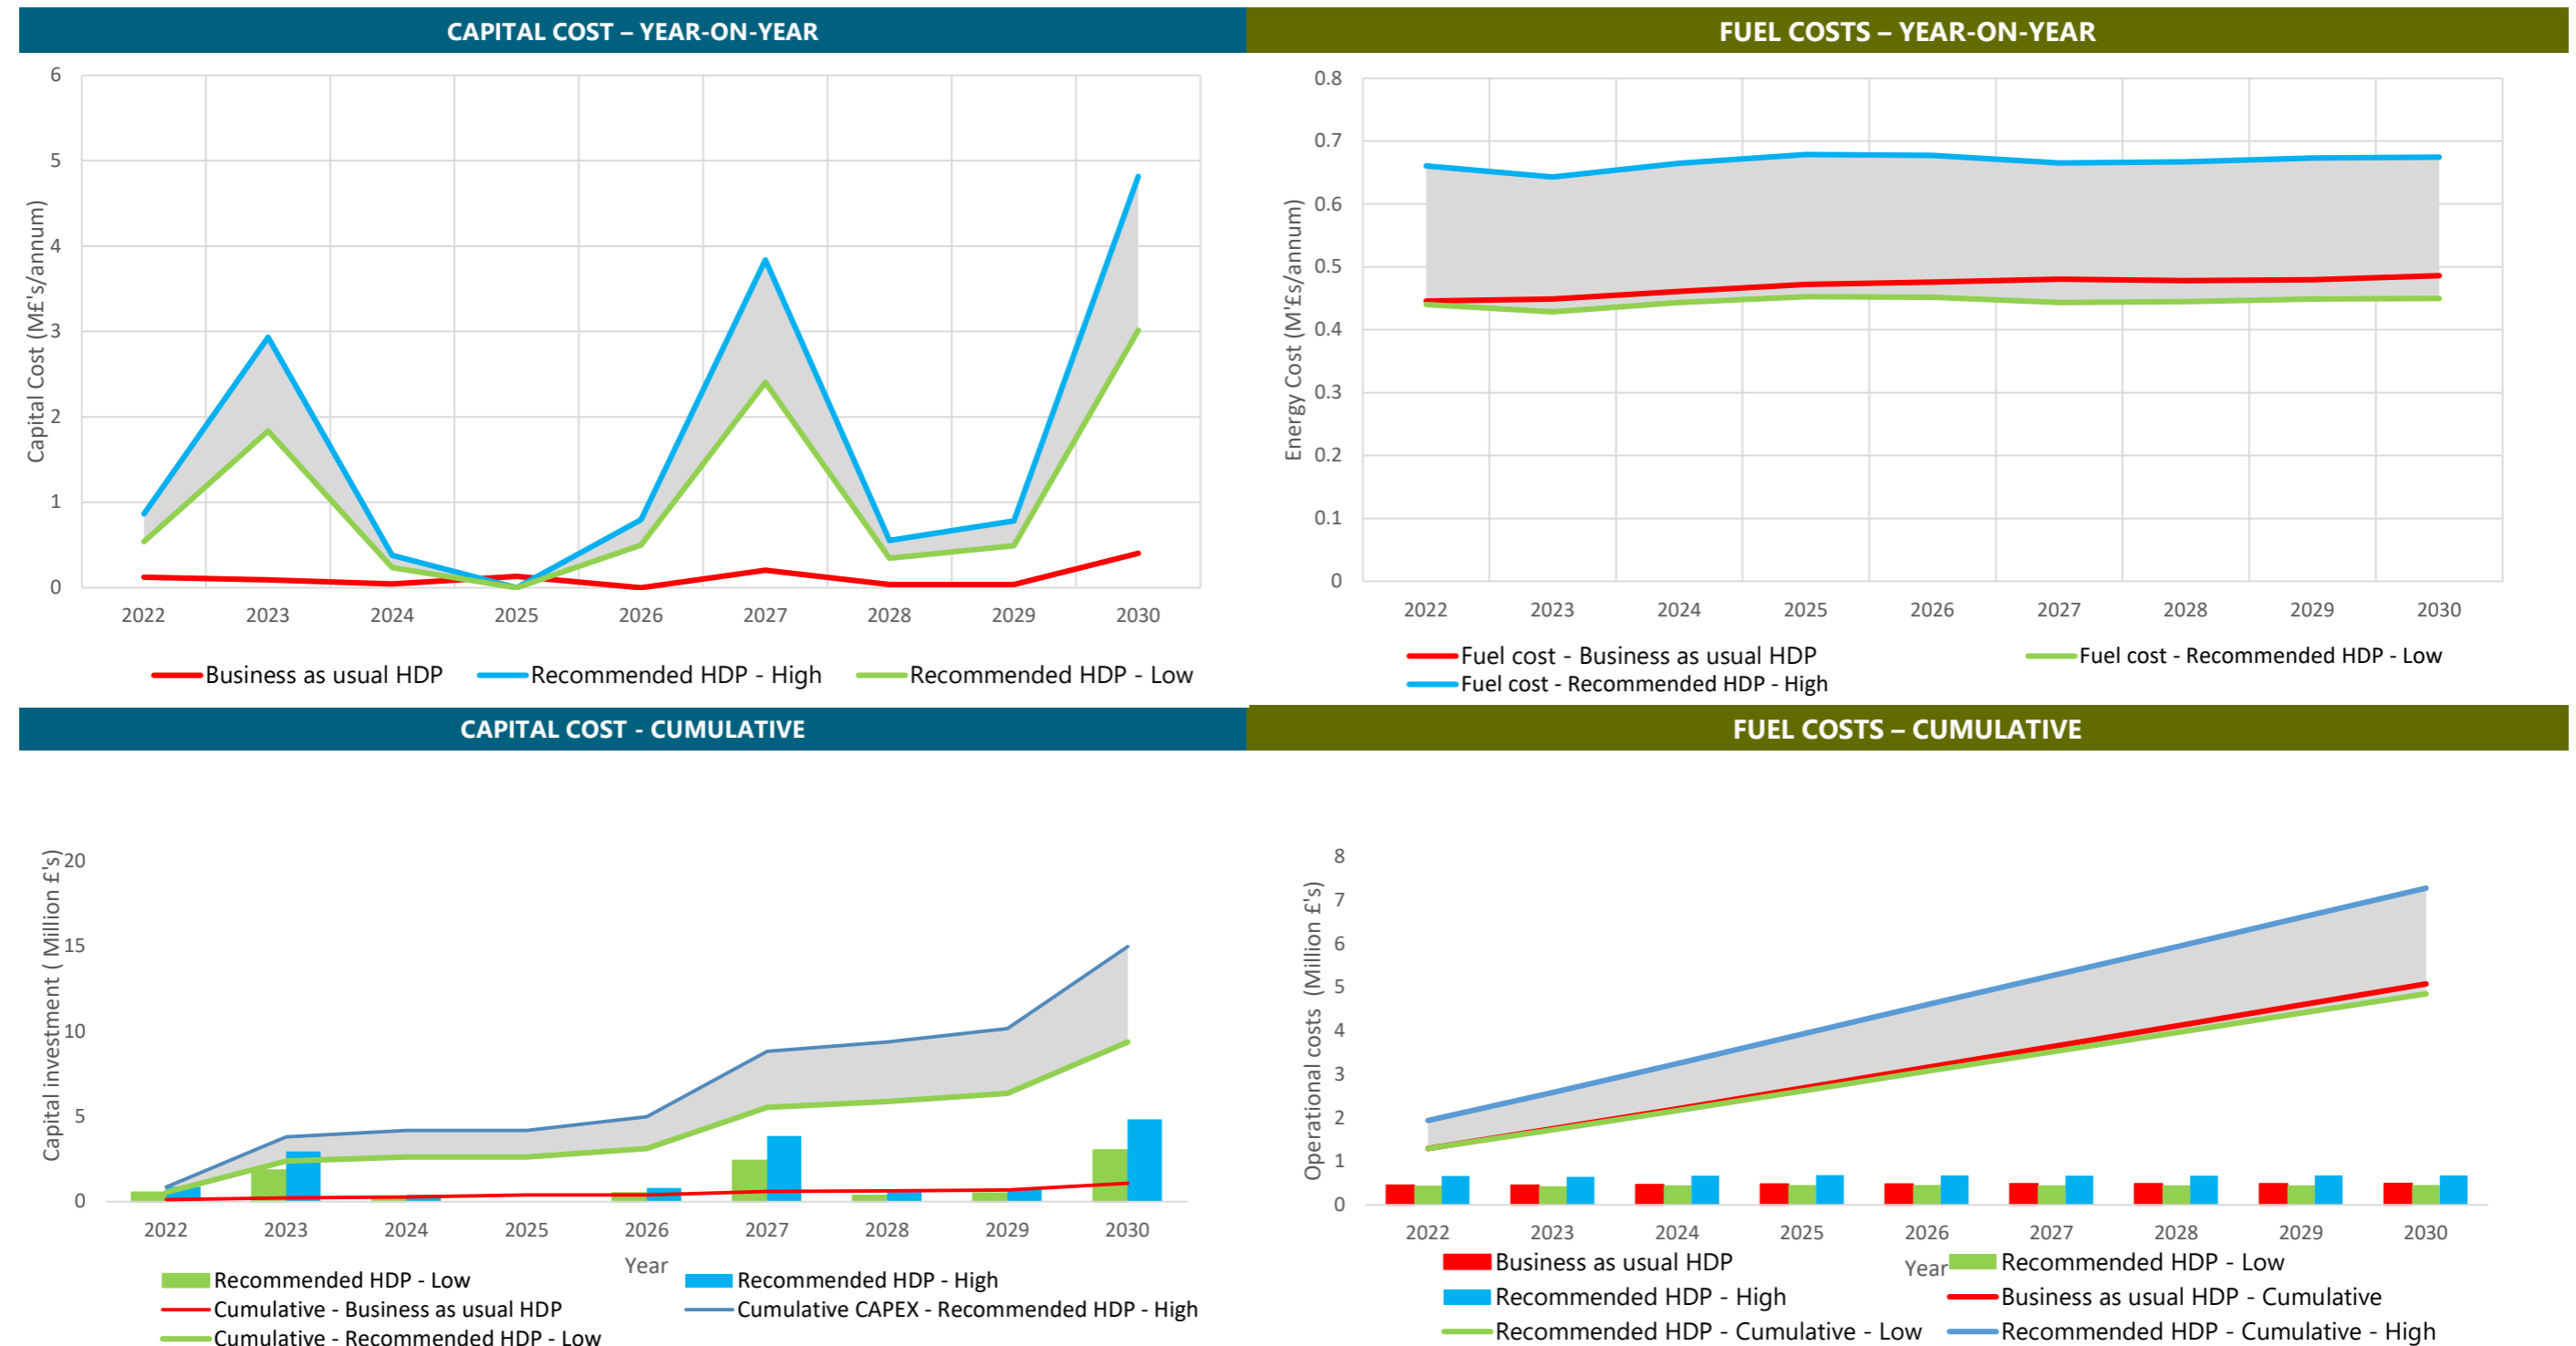 CAPITAL COST – YEAR-ON-YEAR
6
5
4
3
2
1
0
Capital Cost (M£'s/annum)
2022 2023 2024 2025 2026 2027 2028 2029 2030
Business as usual HDP Recommended HDP - High Recommended HDP - Low
FUEL COSTS – YEAR-ON-YEAR
0.8
0.7
0.6
0.5
0.4
0.3
0.2
0.1
0
Energy Cost (M'£s/annum)
2022 2023 2024 2025 2026 2027 2028 2029 2030
Fuel cost - Business as usual HDP Fuel cost - Recommended HDP - Low
Fuel cost - Recommended HDP - High
CAPITAL COST - CUMULATIVE
20
15
10
5
0
Capital investment ( Million £'s)
2022 2023 2024 2025 2026 2027 2028 2029 2030
Year
Recommended HDP - Low Recommended HDP - High
Cumulative - Business as usual HDP Cumulative CAPEX - Recommended HDP - High
Cumulative - Recommended HDP - Low
FUEL COSTS – CUMULATIVE
8
7
6
5
4
3
2
1
0
Operational costs (Million £'s)
2022 2023 2024 2025 2026 2027 2028 2029 2030
Year
Business as usual HDP Recommended HDP - Low
Recommended HDP - High Business as usual HDP - Cumulative
Recommended HDP - Cumulative - Low Recommended HDP - Cumulative - High